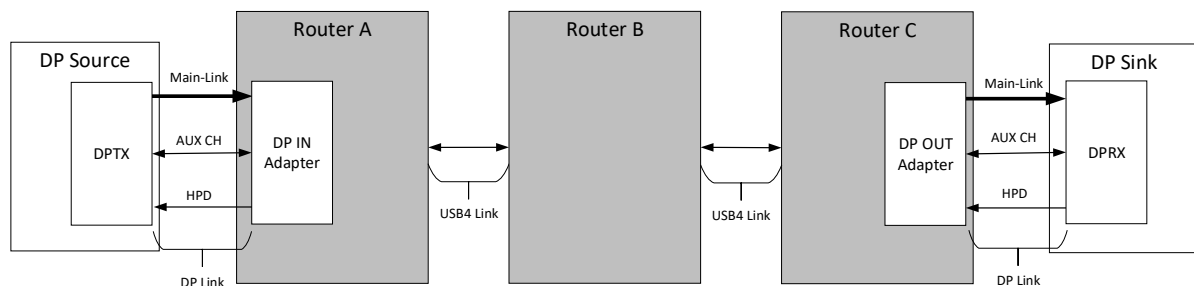 Router A
Router B
Router C
DP Source
DP Sink
Main-Link
Main-Link
DPTX
AUX CH
DP IN
Adapter
DP OUT
Adapter
AUX CH
DPRX
HPD
HPD
USB4 Link
USB4 Link
DP Link
DP Link